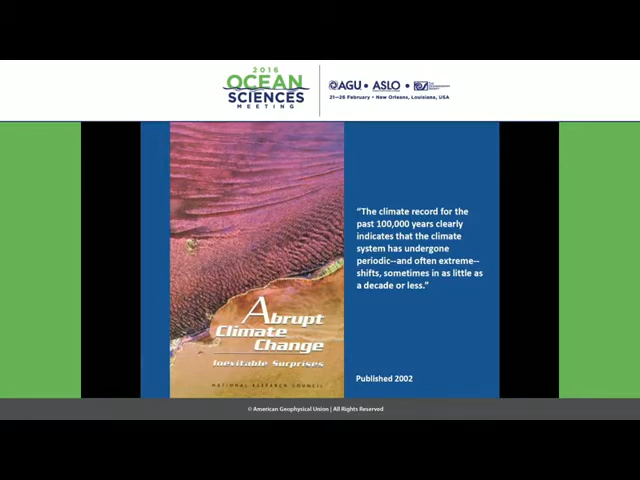 2016
OCEAN
SCIENCES
MEETING
AGU • ASLO •
21–26 February • New Orleans, Louisiana, USA
Abrupt
Climate
Change
Inevitable Surprises
NATIONAL RESEARCH COUNCIL
“The climate record for the
past 100,000 years clearly
indicates that the climate
system has undergone
periodic--and often extreme--
shifts, sometimes in as little as
a decade or less.”
Published 2002
© American Geophysical Union | All Rights Reserved